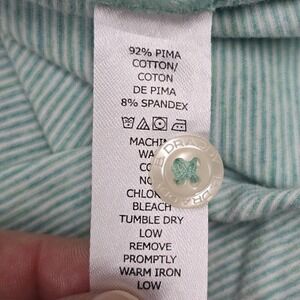 92% PIMA
COTTON/
COTON
DE PIMA
8% SPANDEX
MACHIN
WA
CO
NO
CHLO
BLEACH
TUMBLE DRY
LOW
REMOVE
PROMPTLY
WARM IRON
LOW